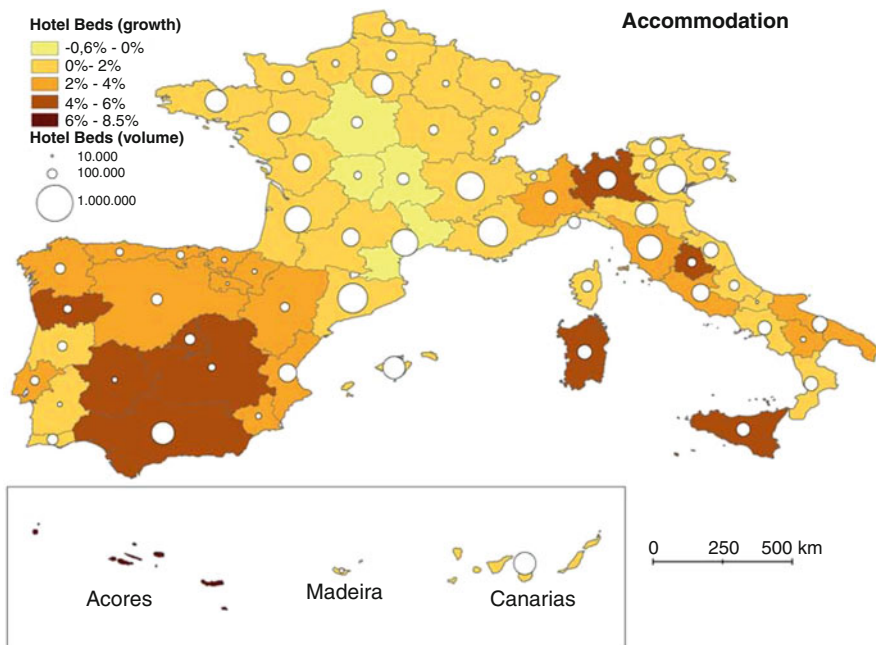 Hotel Beds (growth)
-0,6% - 0%
0%- 2%
2% - 4%
4% - 6%
6% - 8.5%
Hotel Beds (volume)
10.000
100.000
1.000.000
Accommodation
Acores
Madeira
Canarias
0 250 500 km